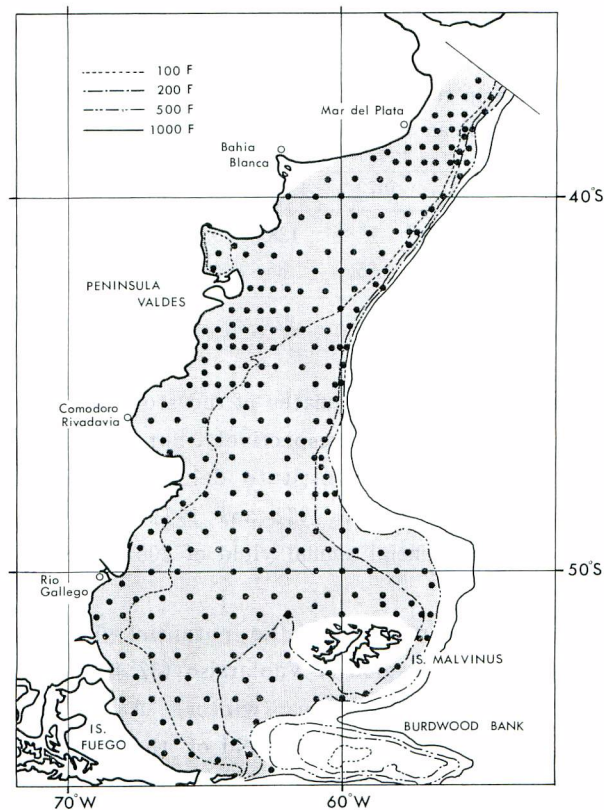 100 F
200 F
500 F
1000 F
Mar del Plata
Bahia
Blanca
40°S
PENINSULA
VALDES
Comodoro
Rivadavia
50°S
Rio
Gallego
IS. MALVINUS
BURDWOOD BANK
IS.
FUEGO
70°W
60°W